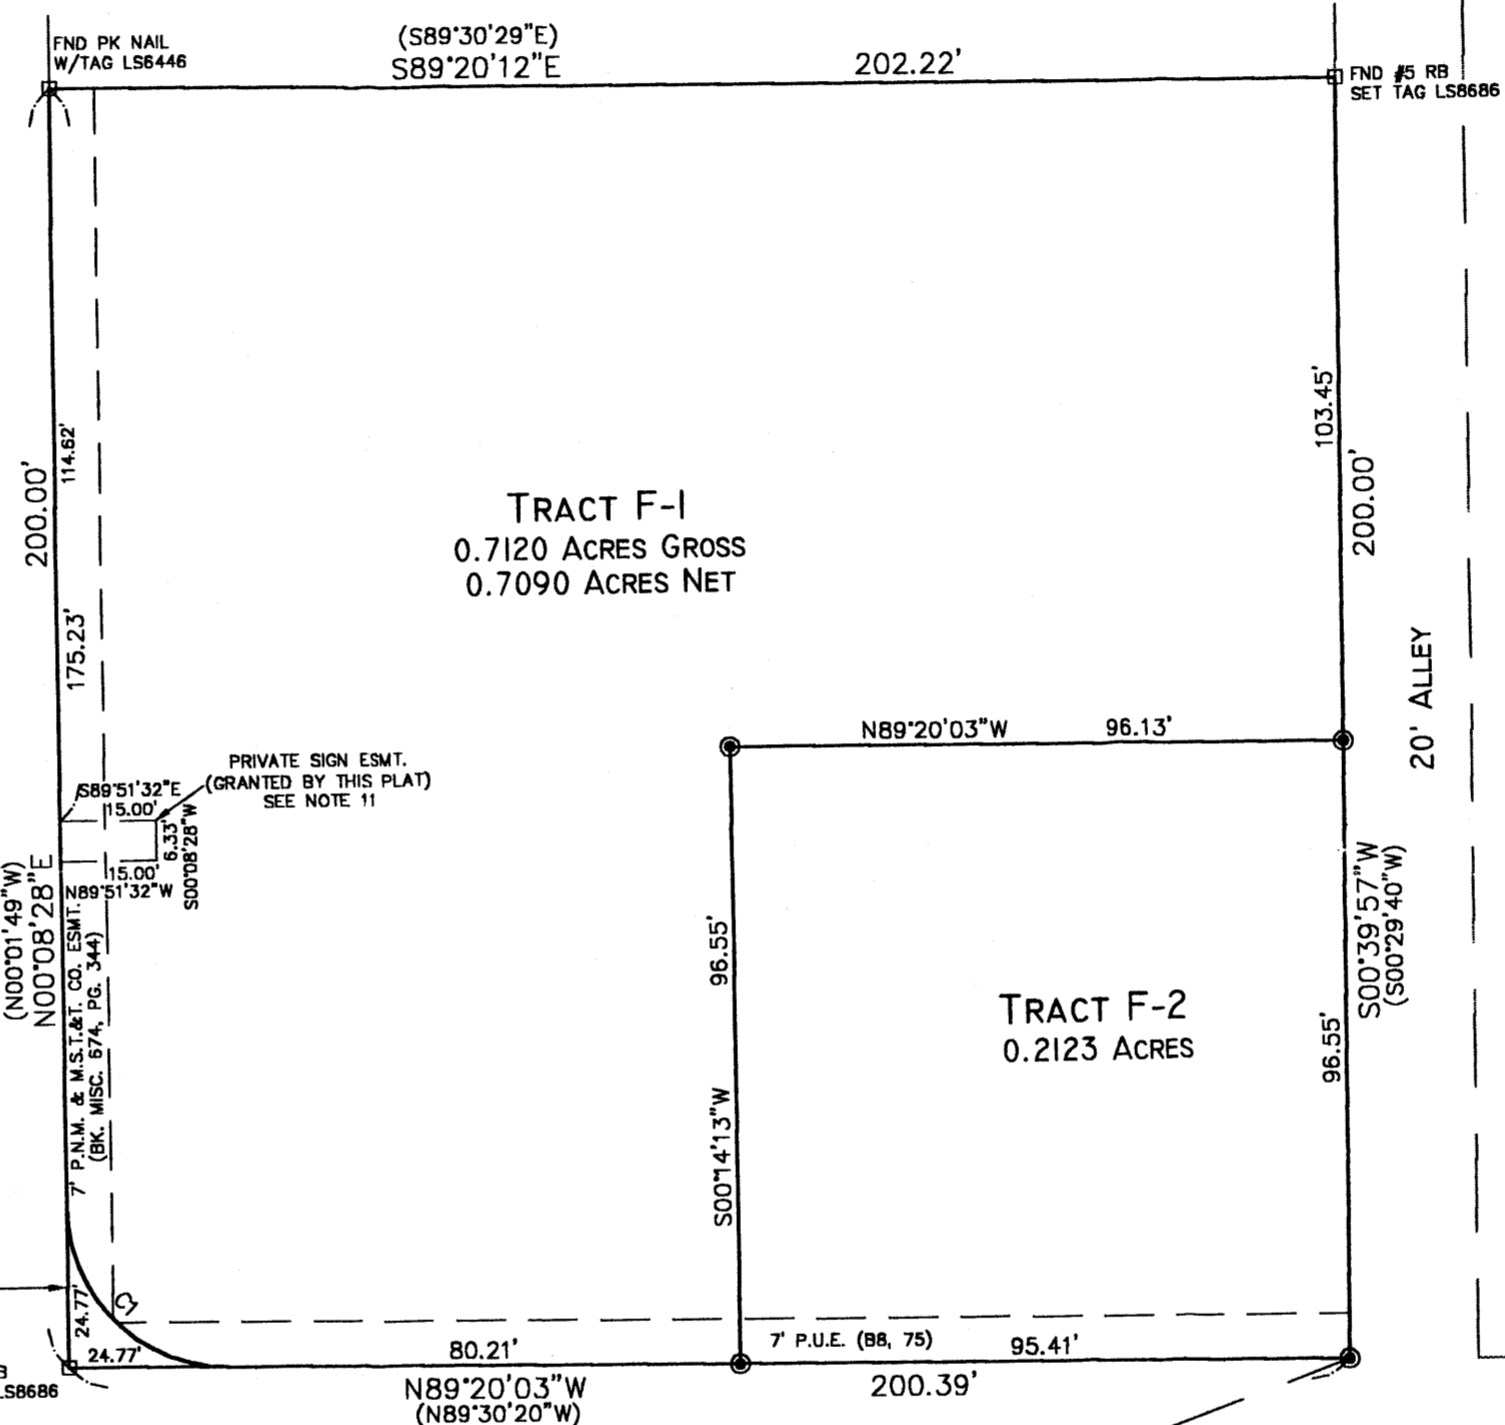 FND PK NAIL
W/TAG LS6446
(S89°30'29"E)
S89°20'12"E
202.22'
FND #5 RB
SET TAG LS8686
103.45'
200.00'
114.62'
200.00'
TRACT F-1
0.7120 ACRES GROSS
0.7090 ACRES NET
175.23'
20' ALLEY
N89°20'03"W
96.13'
PRIVATE SIGN ESMT.
(GRANTED BY THIS PLAT)
SEE NOTE 11
S89°51'32"E
15.00'
6.33'
S00°08'28"W
15.00'
N89°51'32"W
(N00°01'49"W)
N00°08'28"E
7' P.N.M. & M.S.T.&T. CO. ESMT.
(BK. MISC. 674, PG. 344)
96.55'
S00°14'13"W
TRACT F-2
0.2123 ACRES
S00°39'57"W
(S00°29'40"W)
96.55'
C1
24.77'
24.77'
80.21'
7' P.U.E. (B8, 75)
95.41'
LS8686
N89°20'03"W
(N89°30'20"W)
200.39'